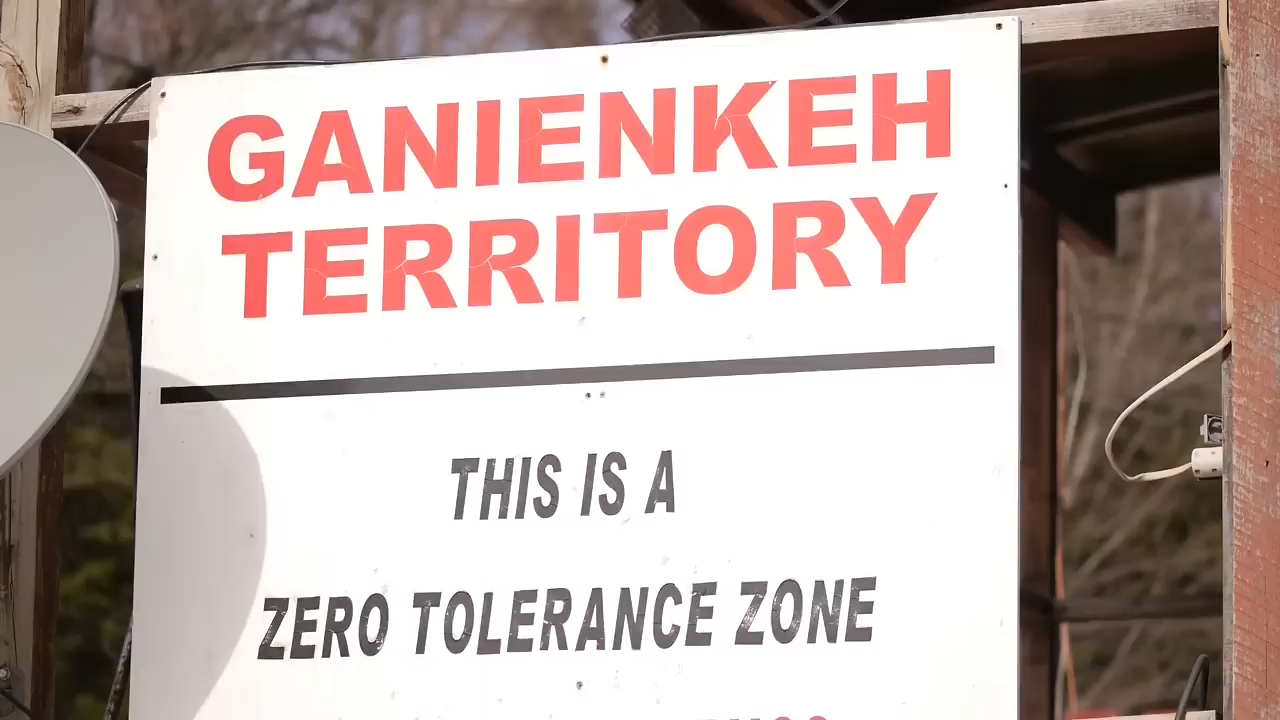 GANIENKEH
TERRITORY
THIS IS A
ZERO TOLERANCE ZONE